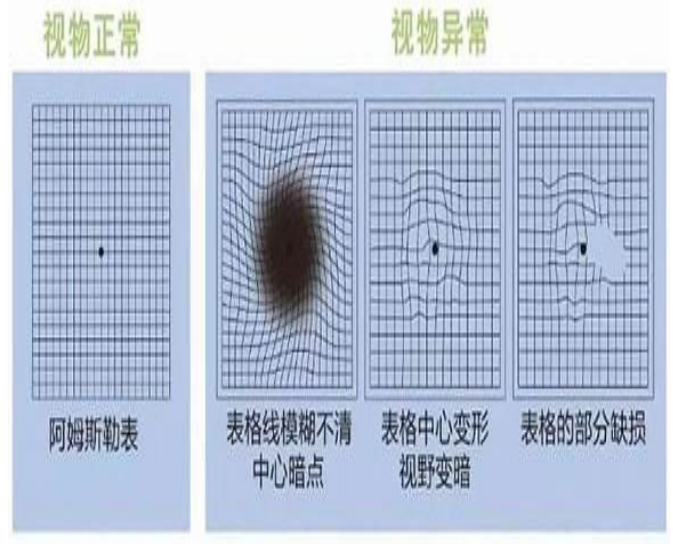 视物正常
视物异常
阿姆斯勒表
表格线模糊不清
中心暗点
表格中心变形
视野变暗
表格的部分缺损